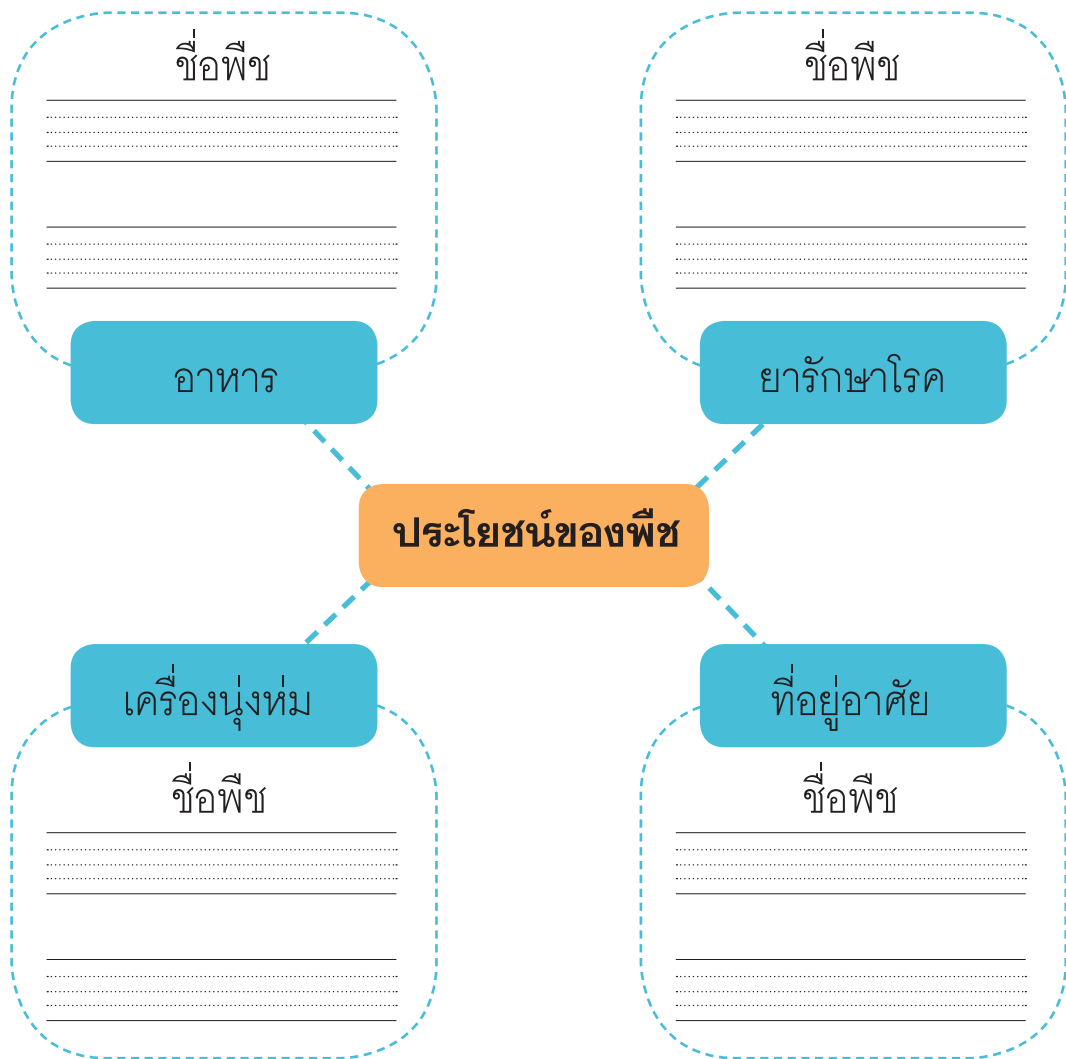 ชื่อพืช
ชื่อพืช
อาหาร
ยารักษาโรค
ประโยชน์ของพืช
เครื่องนุ่งห่ม
ที่อยู่อาศัย
ชื่อพืช
ชื่อพืช